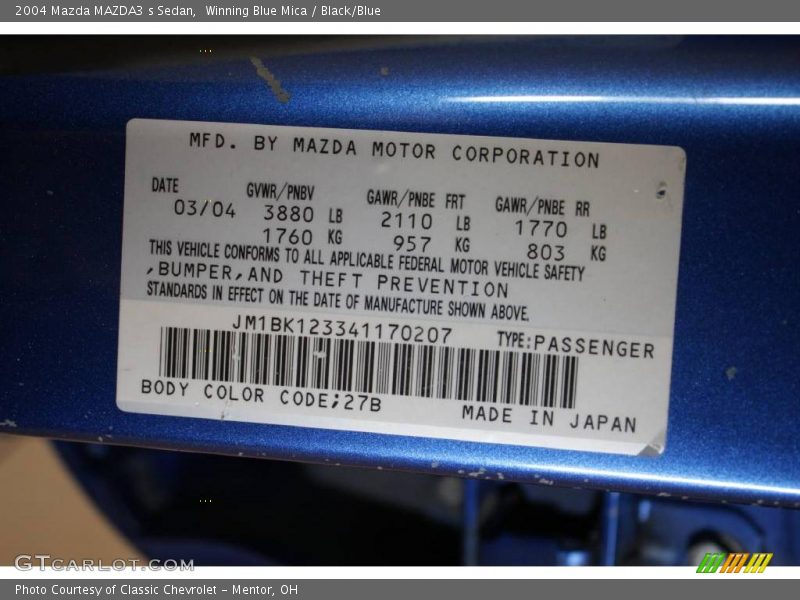 2004 Mazda MAZDA3 s Sedan,  Winning Blue Mica / Black/Blue
MFD. BY MAZDA MOTOR CORPORATION
DATE GVWR/PNBV GAWR/PNBE FRT GAWR/PNBE RR
03/04 3880 LB 2110 LB 1770 LB
1760 KG 957 KG 803 KG
THIS VEHICLE CONFORMS TO ALL APPLICABLE FEDERAL MOTOR VEHICLE SAFETY
,BUMPER,AND THEFT PREVENTION
STANDARDS IN EFFECT ON THE DATE OF MANUFACTURE SHOWN ABOVE.
JM1BK123341170207 TYPE:PASSENGER
BODY COLOR CODE;27B MADE IN JAPAN
GTCARLOT.COM
Photo Courtesy of Classic Chevrolet - Mentor, OH